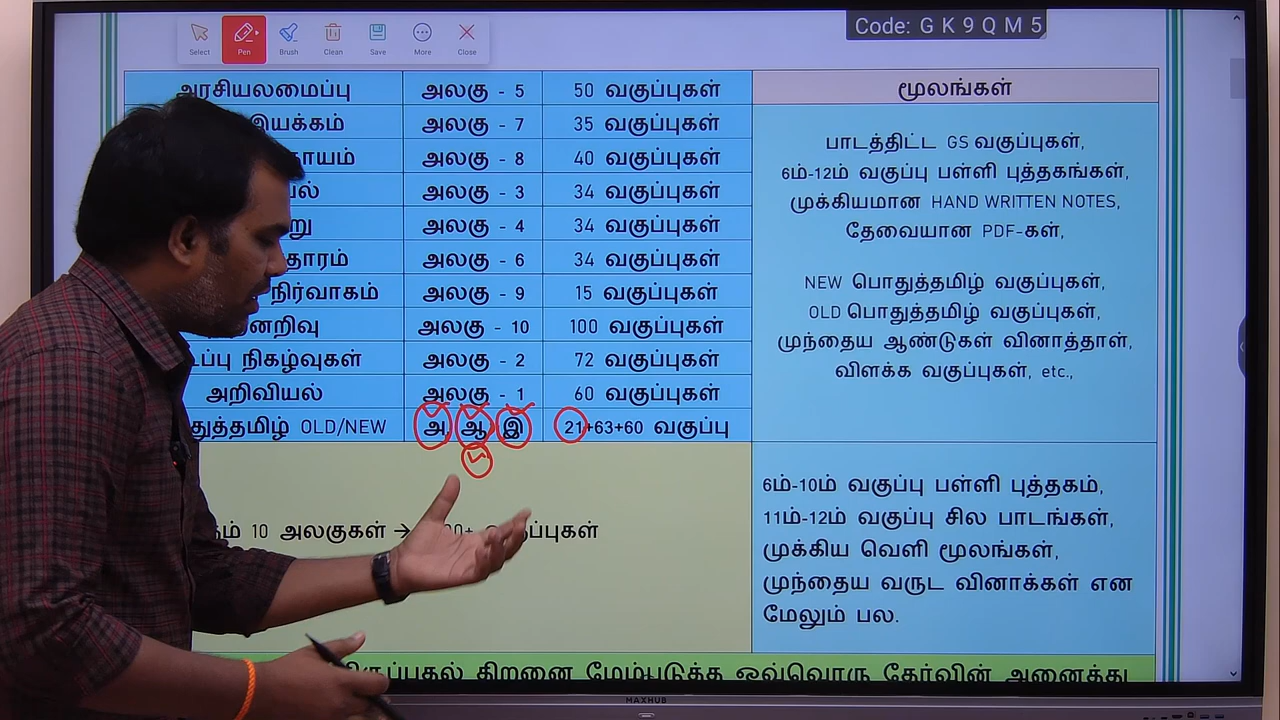 Code: G K 9 Q M 5
Select Pen Brush Clean Save More Close
அரசியலமைப்பு அலகு - 5 50 வகுப்புகள் மூலங்கள்
இயக்கம் அலகு - 7 35 வகுப்புகள்
அலகு - 8 40 வகுப்புகள்
அலகு - 3 34 வகுப்புகள்
அலகு - 4 34 வகுப்புகள்
அலகு - 6 34 வகுப்புகள்
நிர்வாகம் அலகு - 9 15 வகுப்புகள்
அலகு - 10 100 வகுப்புகள்
நிகழ்வுகள் அலகு - 2 72 வகுப்புகள்
அறிவியல் அலகு - 1 60 வகுப்புகள்
OLD/NEW அ, ஆ, இ 21+63+60 வகுப்பு
பாடத்திட்ட GS வகுப்புகள்,
6ம்-12ம் வகுப்பு பள்ளி புத்தகங்கள்,
முக்கியமான HAND WRITTEN NOTES,
தேவையான PDF-கள்,
NEW பொதுத்தமிழ் வகுப்புகள்,
OLD பொதுத்தமிழ் வகுப்புகள்,
முந்தைய ஆண்டுகள் வினாத்தாள்,
விளக்க வகுப்புகள், etc.,
10 அலகுகள் →
6ம்-10ம் வகுப்பு பள்ளி புத்தகம்,
11ம்-12ம் வகுப்பு சில பாடங்கள்,
முக்கிய வெளி மூலங்கள்,
முந்தைய வருட வினாக்கள் என
மேலும் பல.
திறனை மேம்படுத்த ஒவ்வொரு தேர்வின் அனைத்து
MAXHUB